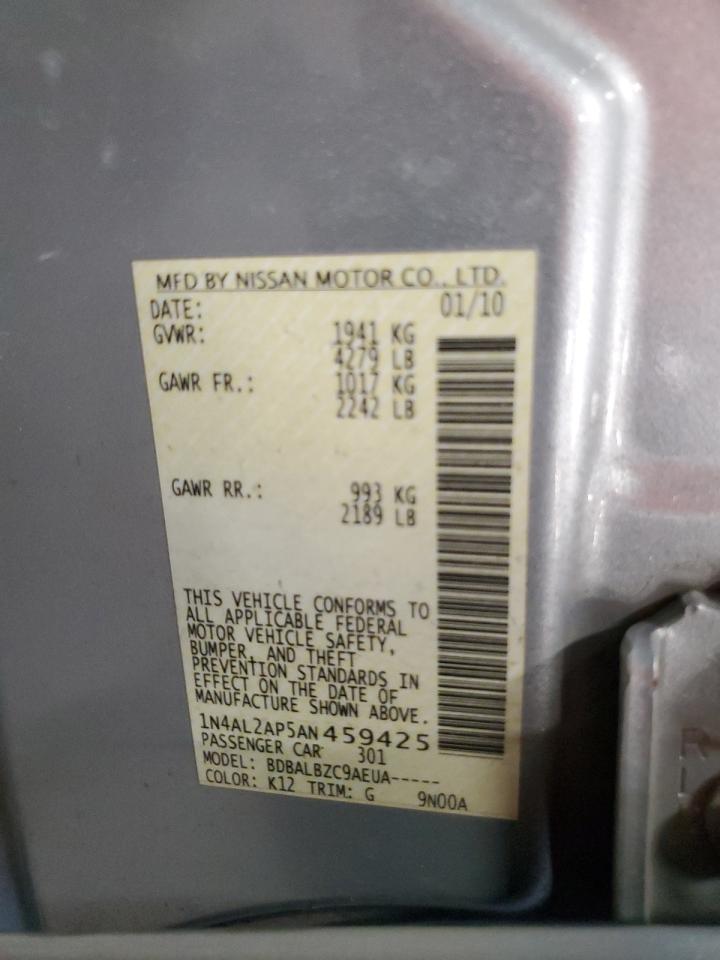 MFD BY NISSAN MOTOR CO., LTD.
DATE: 01/10
GVWR: 1941 KG
4279 LB
GAWR FR.: 1017 KG
2242 LB
GAWR RR.: 993 KG
2189 LB
THIS VEHICLE CONFORMS TO
ALL APPLICABLE FEDERAL
MOTOR VEHICLE SAFETY,
BUMPER, AND THEFT
PREVENTION STANDARDS IN
EFFECT ON THE DATE OF
MANUFACTURE SHOWN ABOVE.
1N4AL2AP5AN459425
PASSENGER CAR 301
MODEL: BDBALBZC9AEUA-----
COLOR: K12 TRIM: G 9N00A